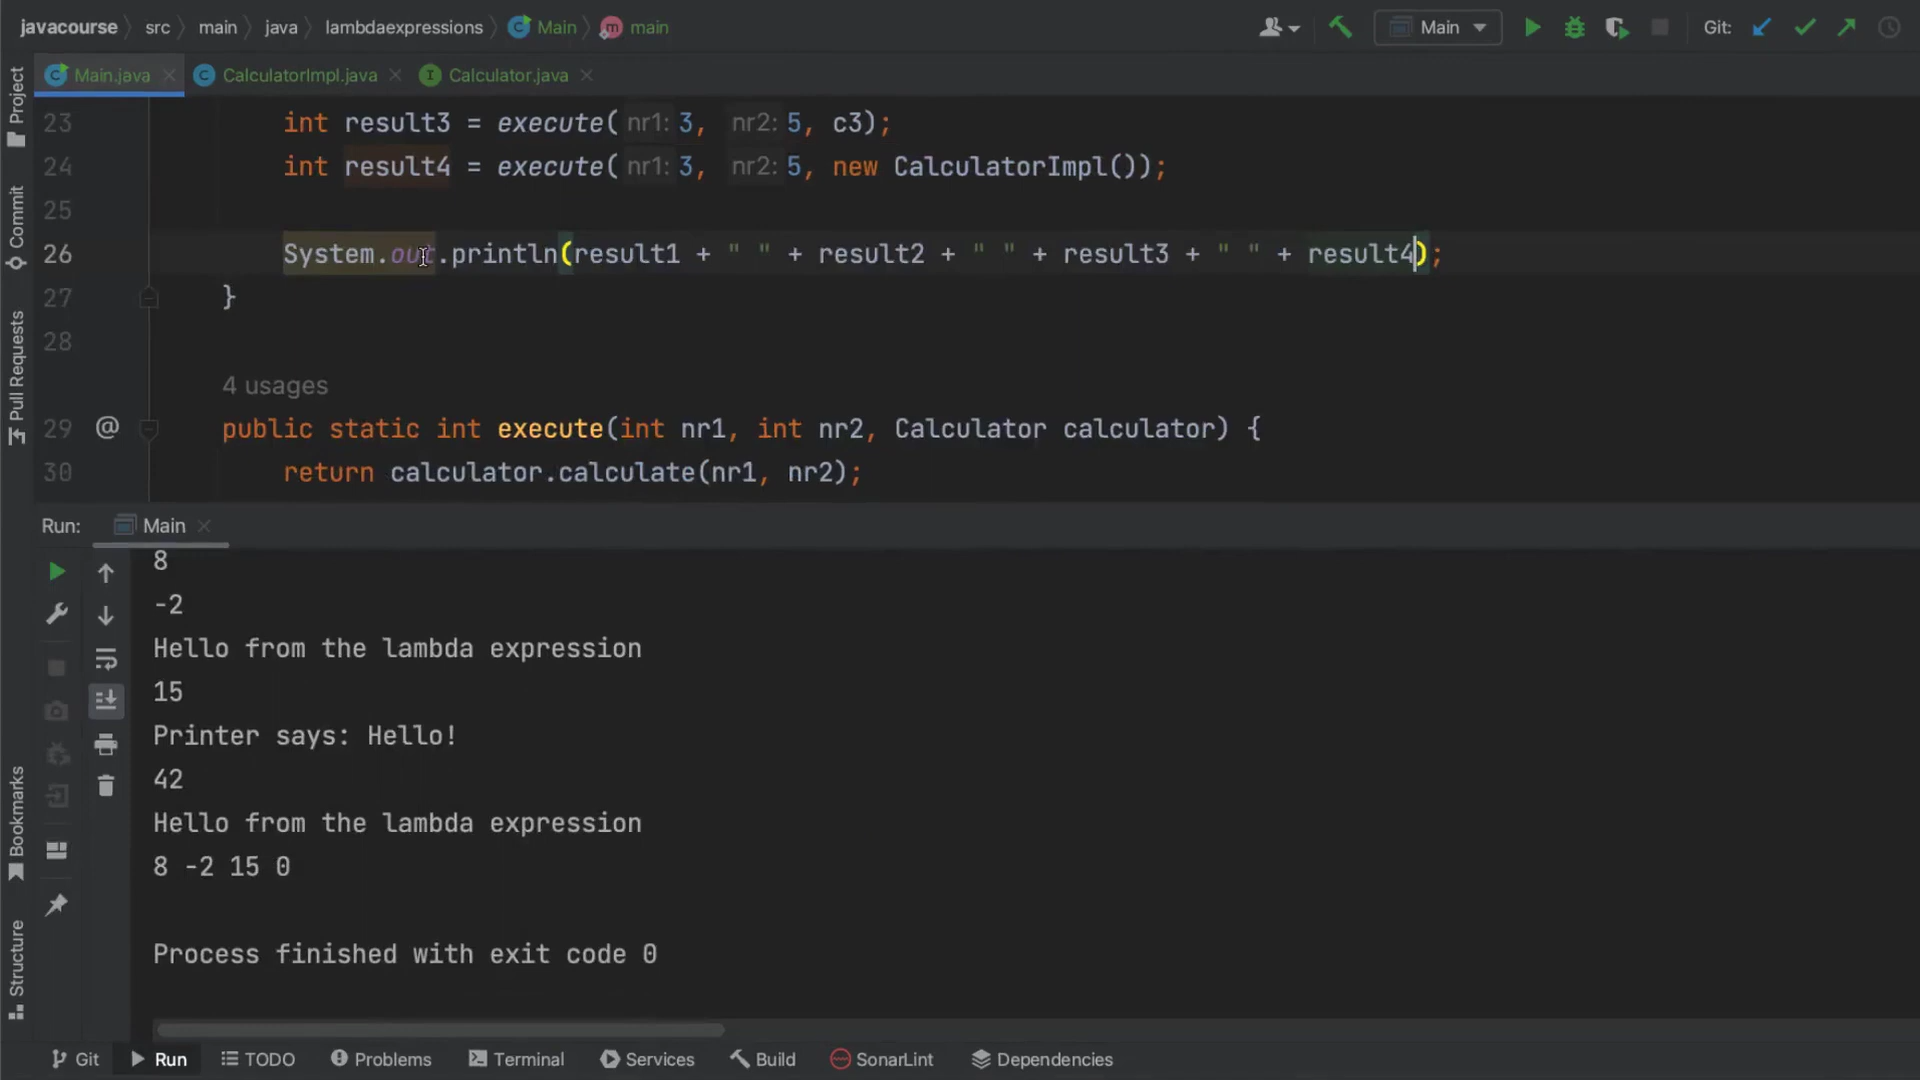 javacourse src main java lambdaexpressions Main main
Main Git:
Main.java CalculatorImpl.java Calculator.java
Project
Commit
Pull Requests
Bookmarks
Structure
23 int result3 = execute( nr1: 3, nr2: 5, c3);
24 int result4 = execute( nr1: 3, nr2: 5, new CalculatorImpl());
25
26 System.out.println(result1 + " " + result2 + " " + result3 + " " + result4);
27 }
28
4 usages
29 @ public static int execute(int nr1, int nr2, Calculator calculator) {
30 return calculator.calculate(nr1, nr2);
Run: Main
8
-2
Hello from the lambda expression
15
Printer says: Hello!
42
Hello from the lambda expression
8 -2 15 0
Process finished with exit code 0
Git Run TODO Problems Terminal Services Build SonarLint Dependencies